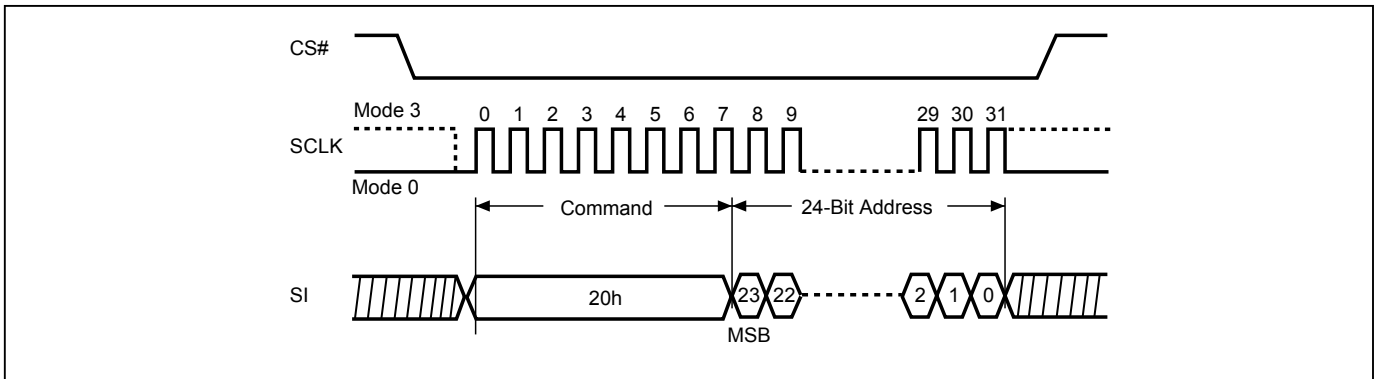 CS#
Mode 3
0 1 2 3 4 5 6 7 8 9 29 30 31
SCLK
Mode 0
Command 24-Bit Address
SI 20h 23 22 2 1 0
MSB